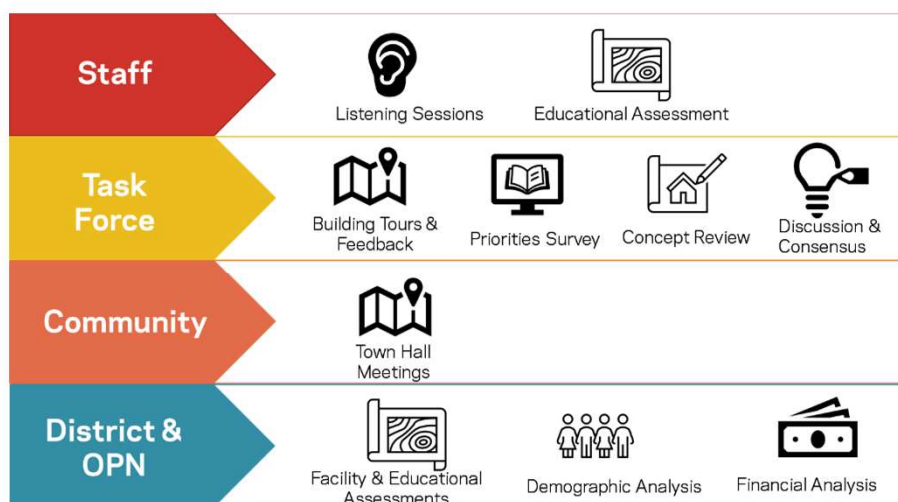 Staff
Listening Sessions
Educational Assessment
Task
Force
Building Tours &
Feedback
Priorities Survey
Concept Review
Discussion &
Consensus
Community
Town Hall
Meetings
District &
OPN
Facility & Educational
Assessments
Demographic Analysis
Financial Analysis